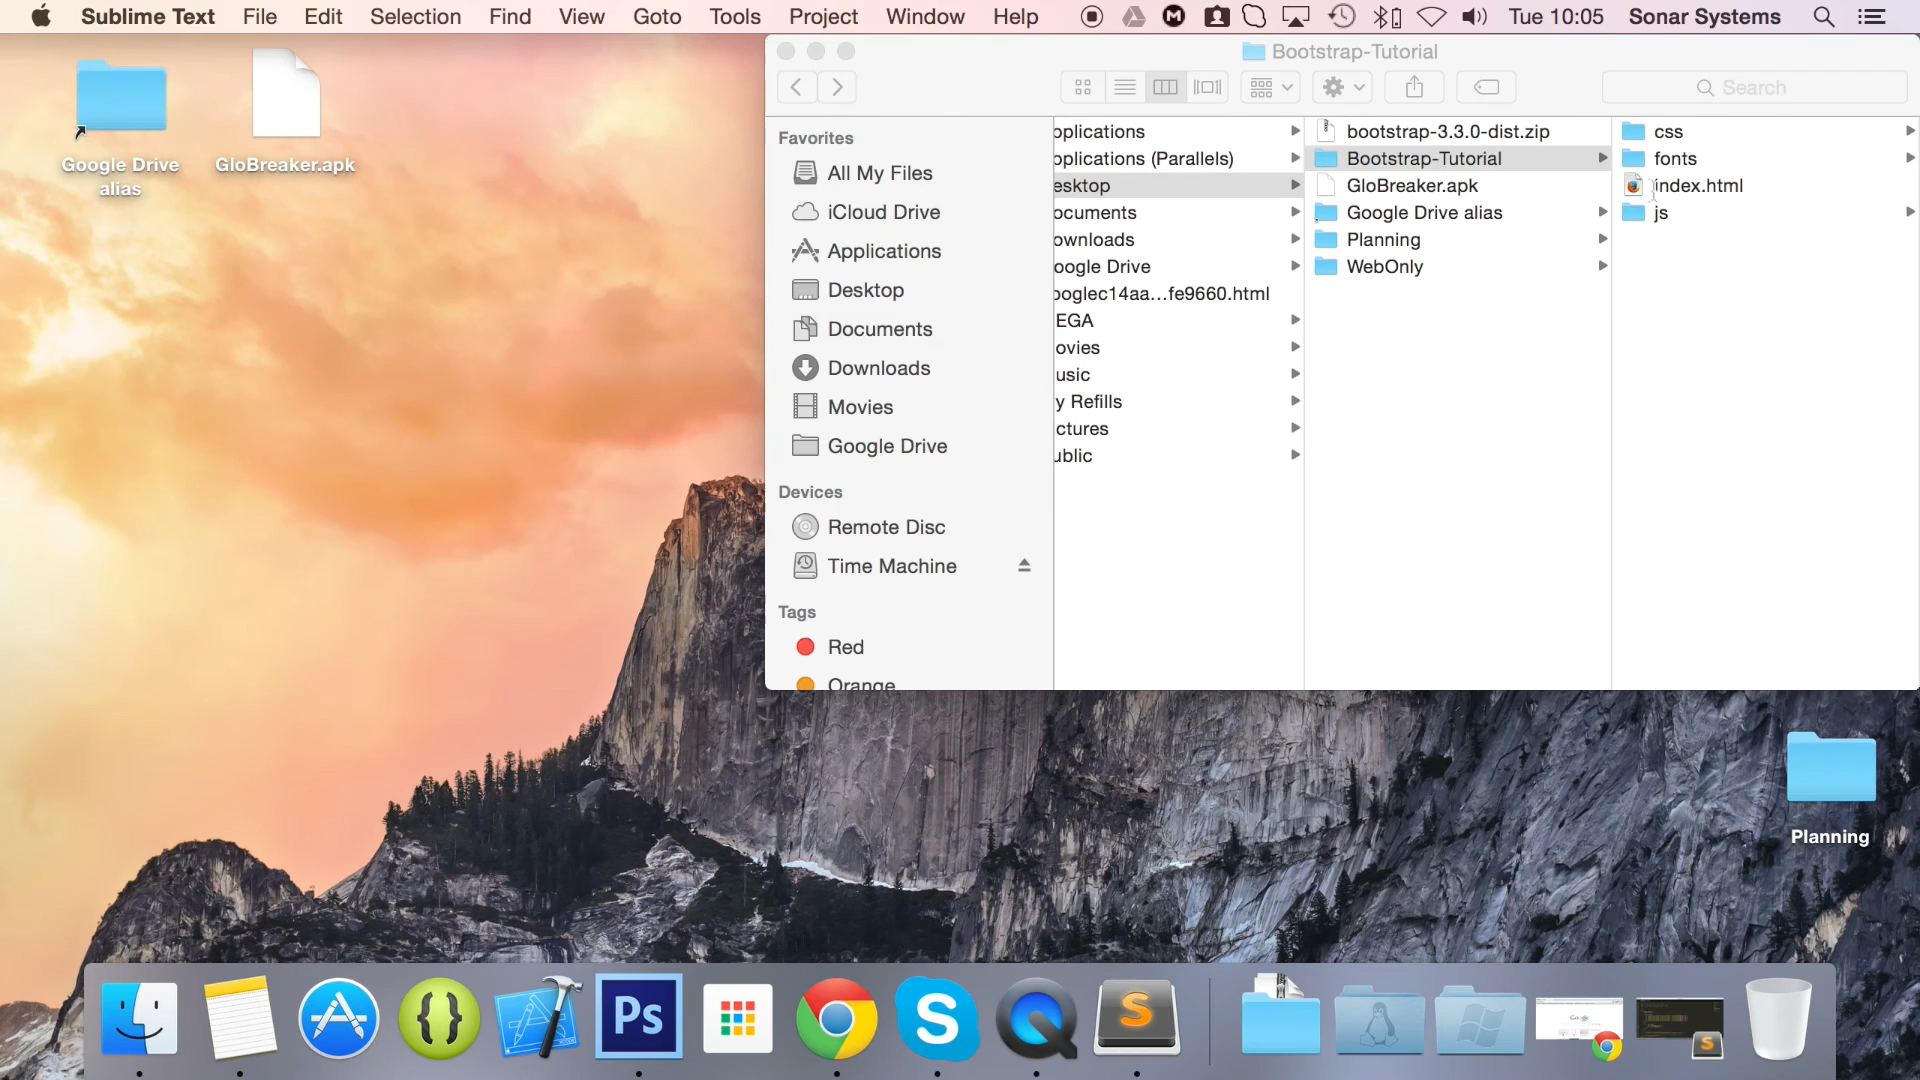 Sublime Text File Edit Selection Find View Goto Tools Project Window Help Tue 10:05 Sonar Systems
Bootstrap-Tutorial
Search
Google Drive
alias
GloBreaker.apk
Favorites
All My Files
iCloud Drive
Applications
Desktop
Documents
Downloads
Movies
Google Drive
Devices
Remote Disc
Time Machine
Tags
Red
Orange
pplications
pplications (Parallels)
esktop
ocuments
ownloads
oogle Drive
ooglec14aa...fe9660.html
EGA
ovies
usic
y Refills
ctures
ublic
bootstrap-3.3.0-dist.zip
Bootstrap-Tutorial
GloBreaker.apk
Google Drive alias
Planning
WebOnly
css
fonts
index.html
js
Planning
Ps